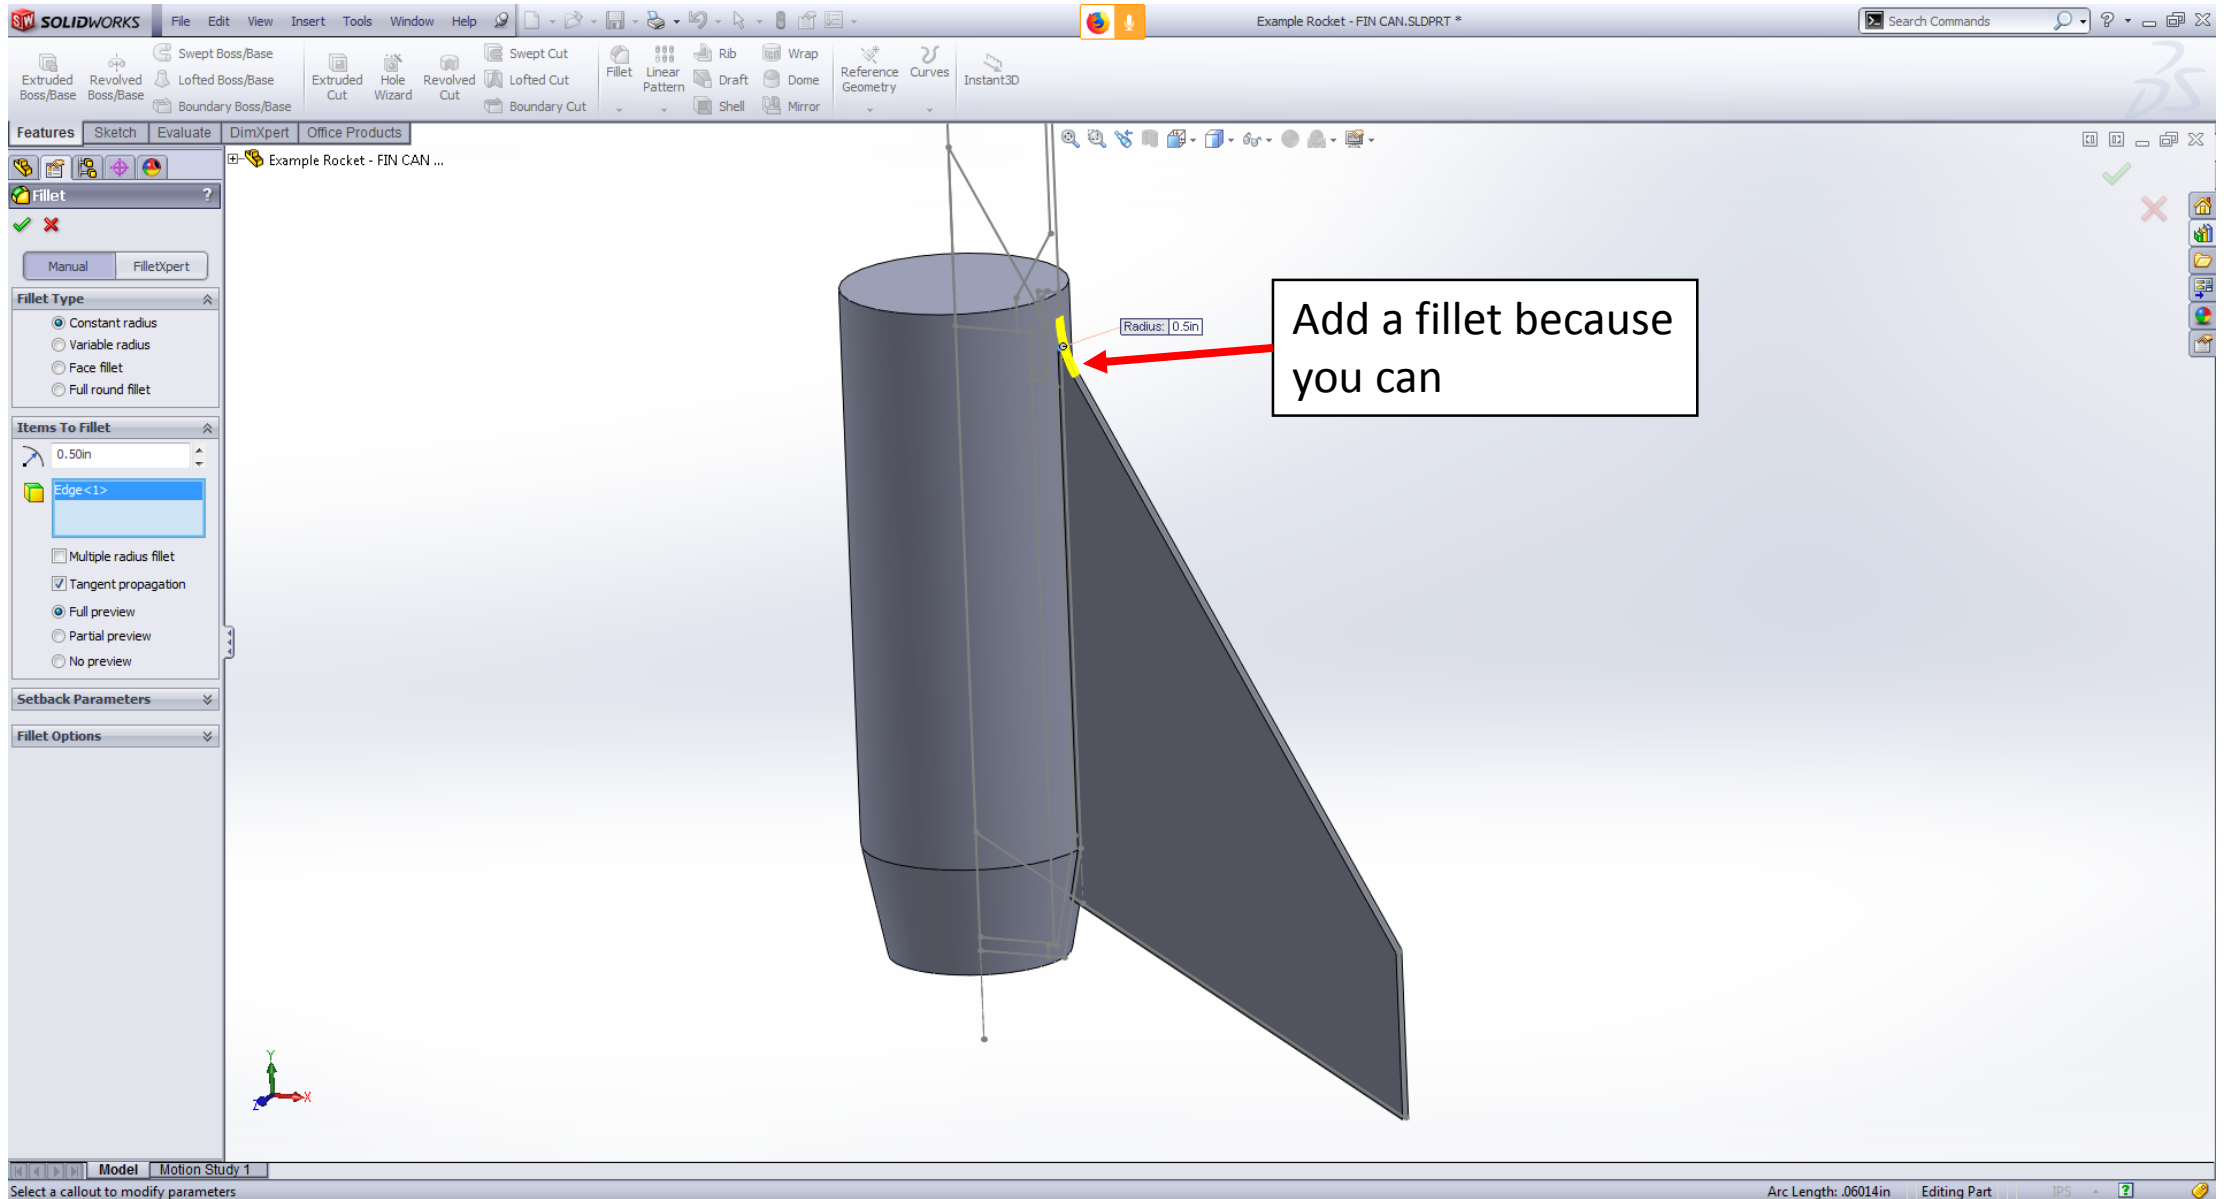 SOLIDWORKS File Edit View Insert Tools Window Help
Example Rocket - FIN CAN.SLDPRT *
Search Commands
Extruded Boss/Base
Revolved Boss/Base
Swept Boss/Base
Lofted Boss/Base
Boundary Boss/Base
Extruded Cut
Hole Wizard
Revolved Cut
Swept Cut
Lofted Cut
Boundary Cut
Fillet
Linear Pattern
Rib
Draft
Shell
Wrap
Dome
Mirror
Reference Geometry
Curves
Instant3D
Features Sketch Evaluate DimXpert Office Products
Example Rocket - FIN CAN ...
Fillet ?
Manual FilletXpert
Fillet Type
Constant radius
Variable radius
Face fillet
Full round fillet
Items To Fillet
0.50in
Edge<1>
Multiple radius fillet
Tangent propagation
Full preview
Partial preview
No preview
Setback Parameters
Fillet Options
Radius: 0.5in
Add a fillet because
you can
Y
Z X
Model Motion Study 1
Select a callout to modify parameters
Arc Length: .06014in Editing Part IPS